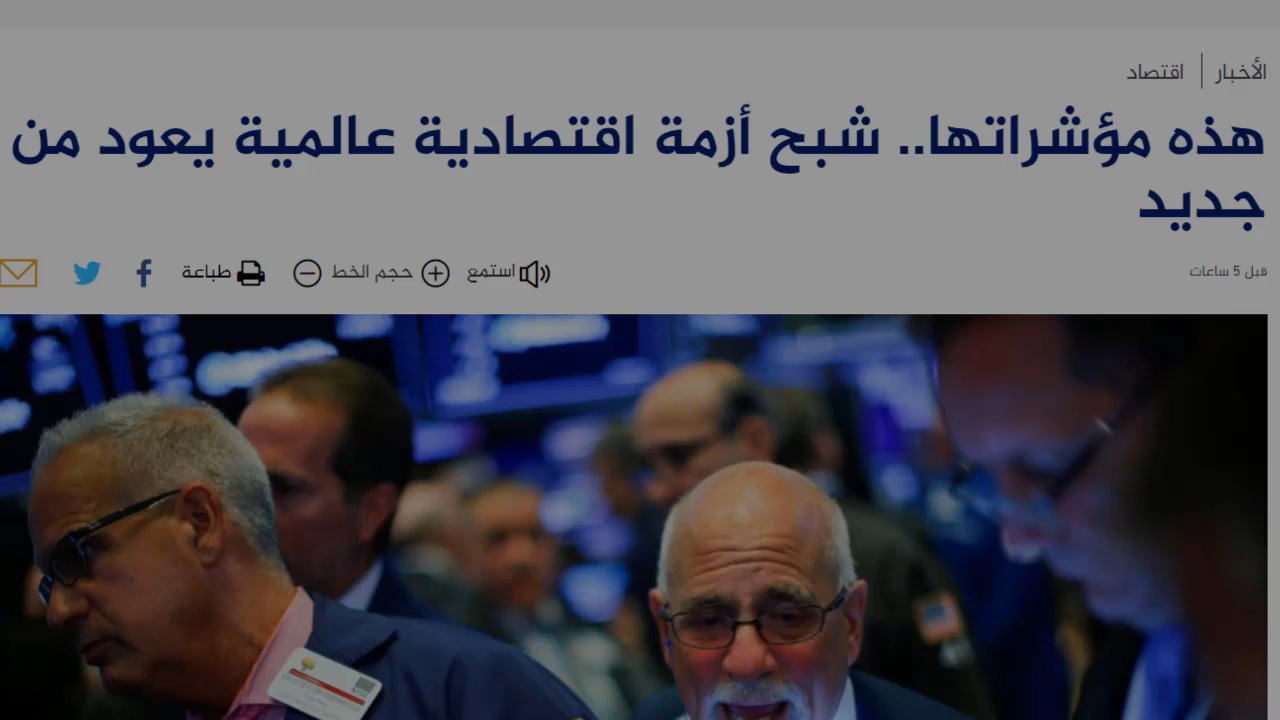 الأخبار | اقتصاد
هذه مؤشراتها.. شبح أزمة اقتصادية عالمية يعود من
جديد
قبل 5 ساعات
استمع
حجم الخط
طباعة